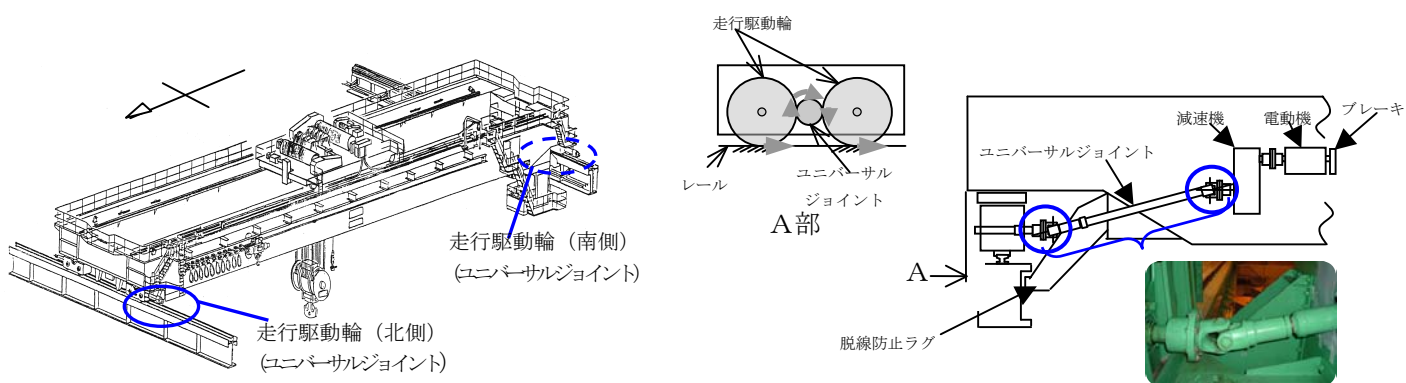 走行駆動輪（南側）
(ユニバーサルジョイント)
走行駆動輪（北側）
(ユニバーサルジョイント)
走行駆動輪
レール
ユニバーサル
ジョイント
A部
減速機
電動機
ブレーキ
ユニバーサルジョイント
A
脱線防止ラグ